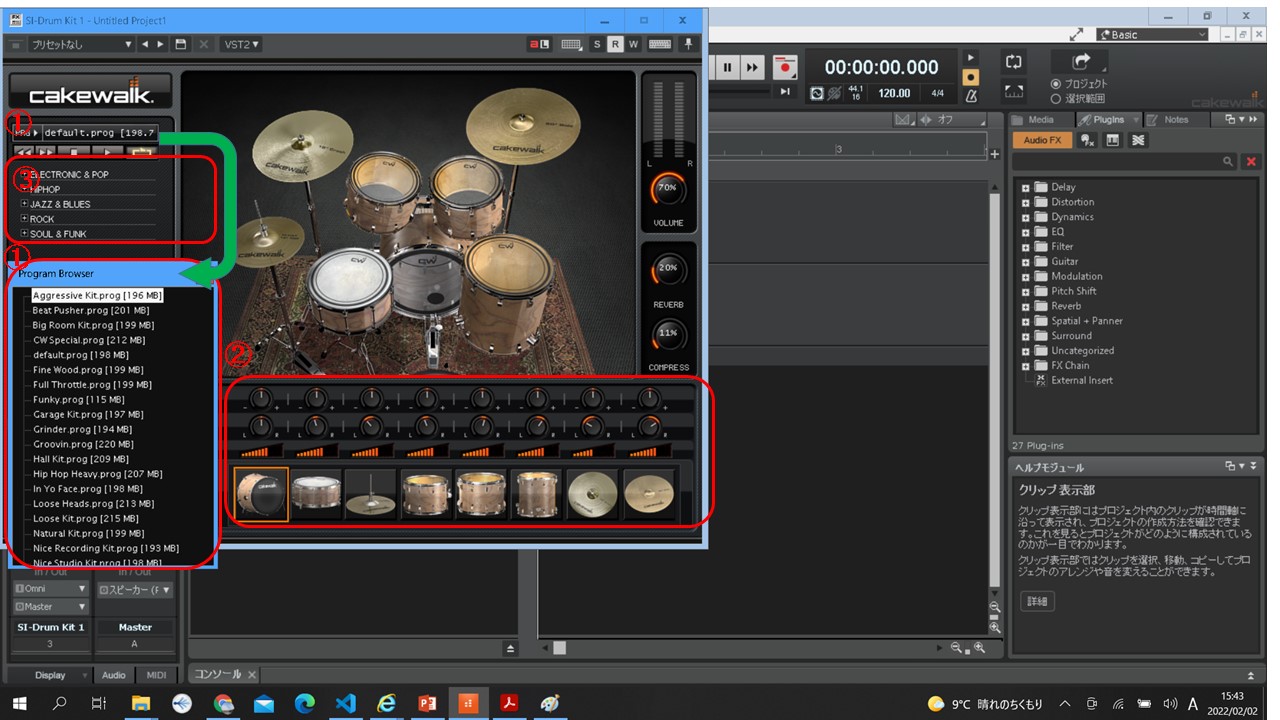 SI-Drum Kit 1 - Untitled Project1
プリセットなし
VST2
S R W
Basic
cakewalk.
①
PRG
default.prog [198.7
③
ELECTRONIC & POP
HIPHOP
JAZZ & BLUES
ROCK
SOUL & FUNK
①
Program Browser
Aggressive Kit.prog [196 MB]
Beat Pusher.prog [201 MB]
Big Room Kit.prog [199 MB]
CW Special.prog [212 MB]
default.prog [198 MB]
Fine Wood.prog [199 MB]
Full Throttle.prog [199 MB]
Funky.prog [115 MB]
Garage Kit.prog [197 MB]
Grinder.prog [194 MB]
Groovin.prog [220 MB]
Hall Kit.prog [209 MB]
Hip Hop Heavy.prog [207 MB]
In Yo Face.prog [198 MB]
Loose Heads.prog [213 MB]
Loose Kit.prog [215 MB]
Natural Kit.prog [199 MB]
Nice Recording Kit.prog [193 MB]
Nice Studio Kit.prog [198 MB]
cakewalk
cakewalk
cakewalk
L R
70%
VOLUME
20%
REVERB
11%
COMPRESS
②
- + - + - + - + - + - + - + - +
L R L R L R L R L R L R L R L R
00:00:00.000
44.1
16
120.00
4/4
プロジェクト
選択範囲
cakewalk
オフ
3
Media
PlugIns
Notes
Audio FX
Delay
Distortion
Dynamics
EQ
Filter
Guitar
Modulation
Pitch Shift
Reverb
Spatial + Panner
Surround
Uncategorized
FX Chain
External Insert
27 Plug-ins
ヘルプモジュール
クリップ表示部
クリップ表示部にはプロジェクト内のクリップが時間軸に
沿って表示され、プロジェクトの作成方法を確認できま
す。これを見るとプロジェクトがどのように構成されている
のかが一目でわかります。
クリップ表示部ではクリップを選択、移動、コピーしてプロ
ジェクトのアレンジや音を変えることができます。
詳細
In / Out
In / Out
Omni
スピーカー (F
Master
SI-Drum Kit 1
Master
3
A
Display
Audio
MIDI
コンソール
9°C 晴れのちくもり
A
15:43
2022/02/02